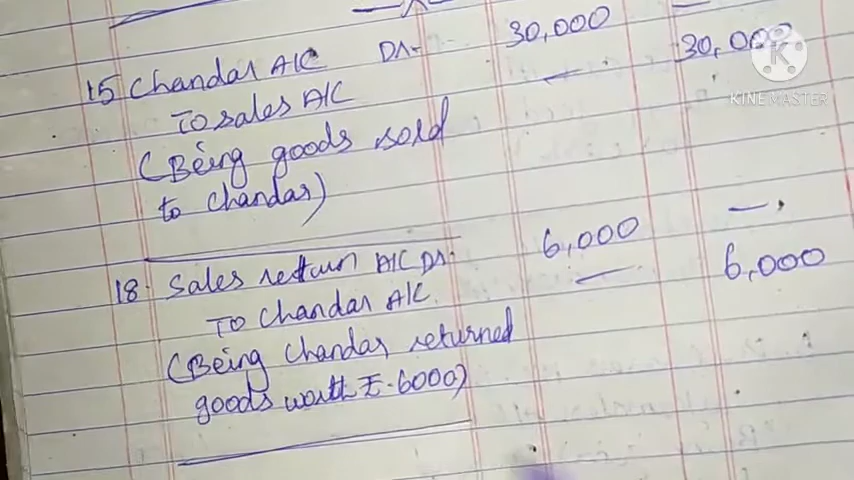 15 Chandar A/C Dr- 30,000 —
To sales A/C — 30,000
(Being goods sold
to Chandar)
18. Sales return A/C Dr. 6,000 —.
To Chandar A/C. — 6,000
(Being Chandar returned
goods worth ₹-6000)
K
KINEMASTER